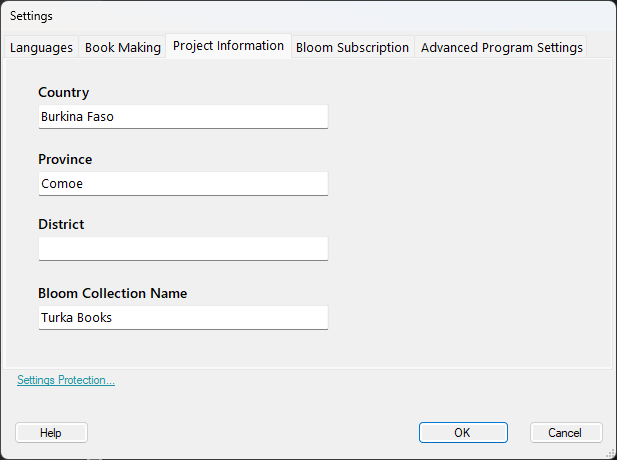 Settings
Languages Book Making Project Information Bloom Subscription Advanced Program Settings
Country
Burkina Faso
Province
Comoe
District
Bloom Collection Name
Turka Books
Settings Protection...
Help OK Cancel